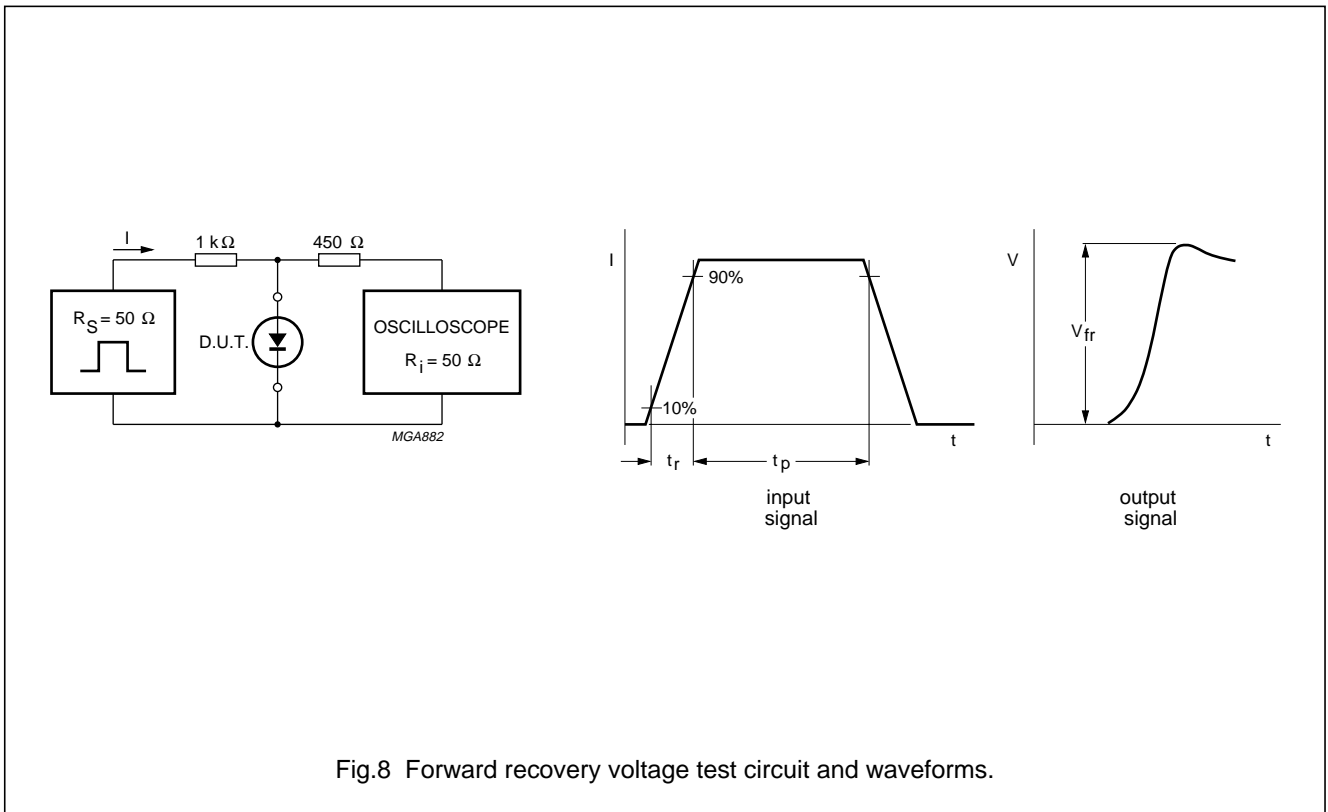 I
1 kΩ
450 Ω
R_S = 50 Ω
D.U.T.
OSCILLOSCOPE
R_i = 50 Ω
MGA882
I
90%
10%
t_r
t_p
t
input
signal
V
V_fr
t
output
signal
Fig.8 Forward recovery voltage test circuit and waveforms.